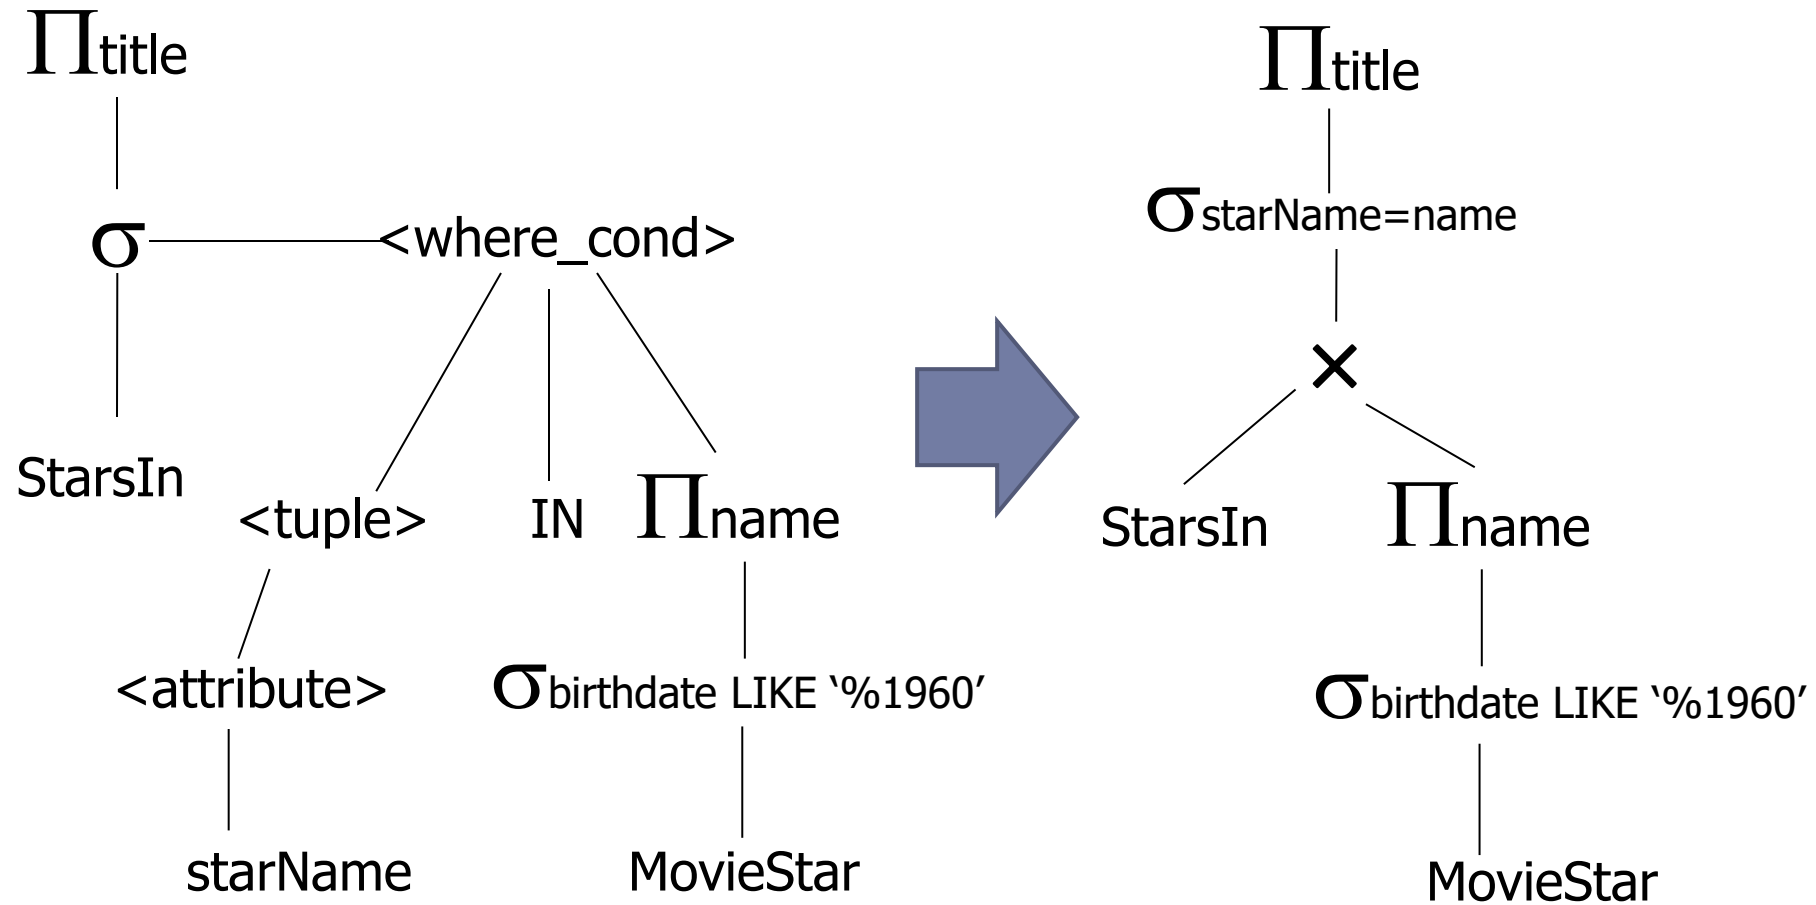 Πtitle
σ <where_cond>
StarsIn
<tuple> IN Πname
<attribute> σbirthdate LIKE ‘%1960’
starName MovieStar
Πtitle
σstarName=name
×
StarsIn Πname
σbirthdate LIKE ‘%1960’
MovieStar